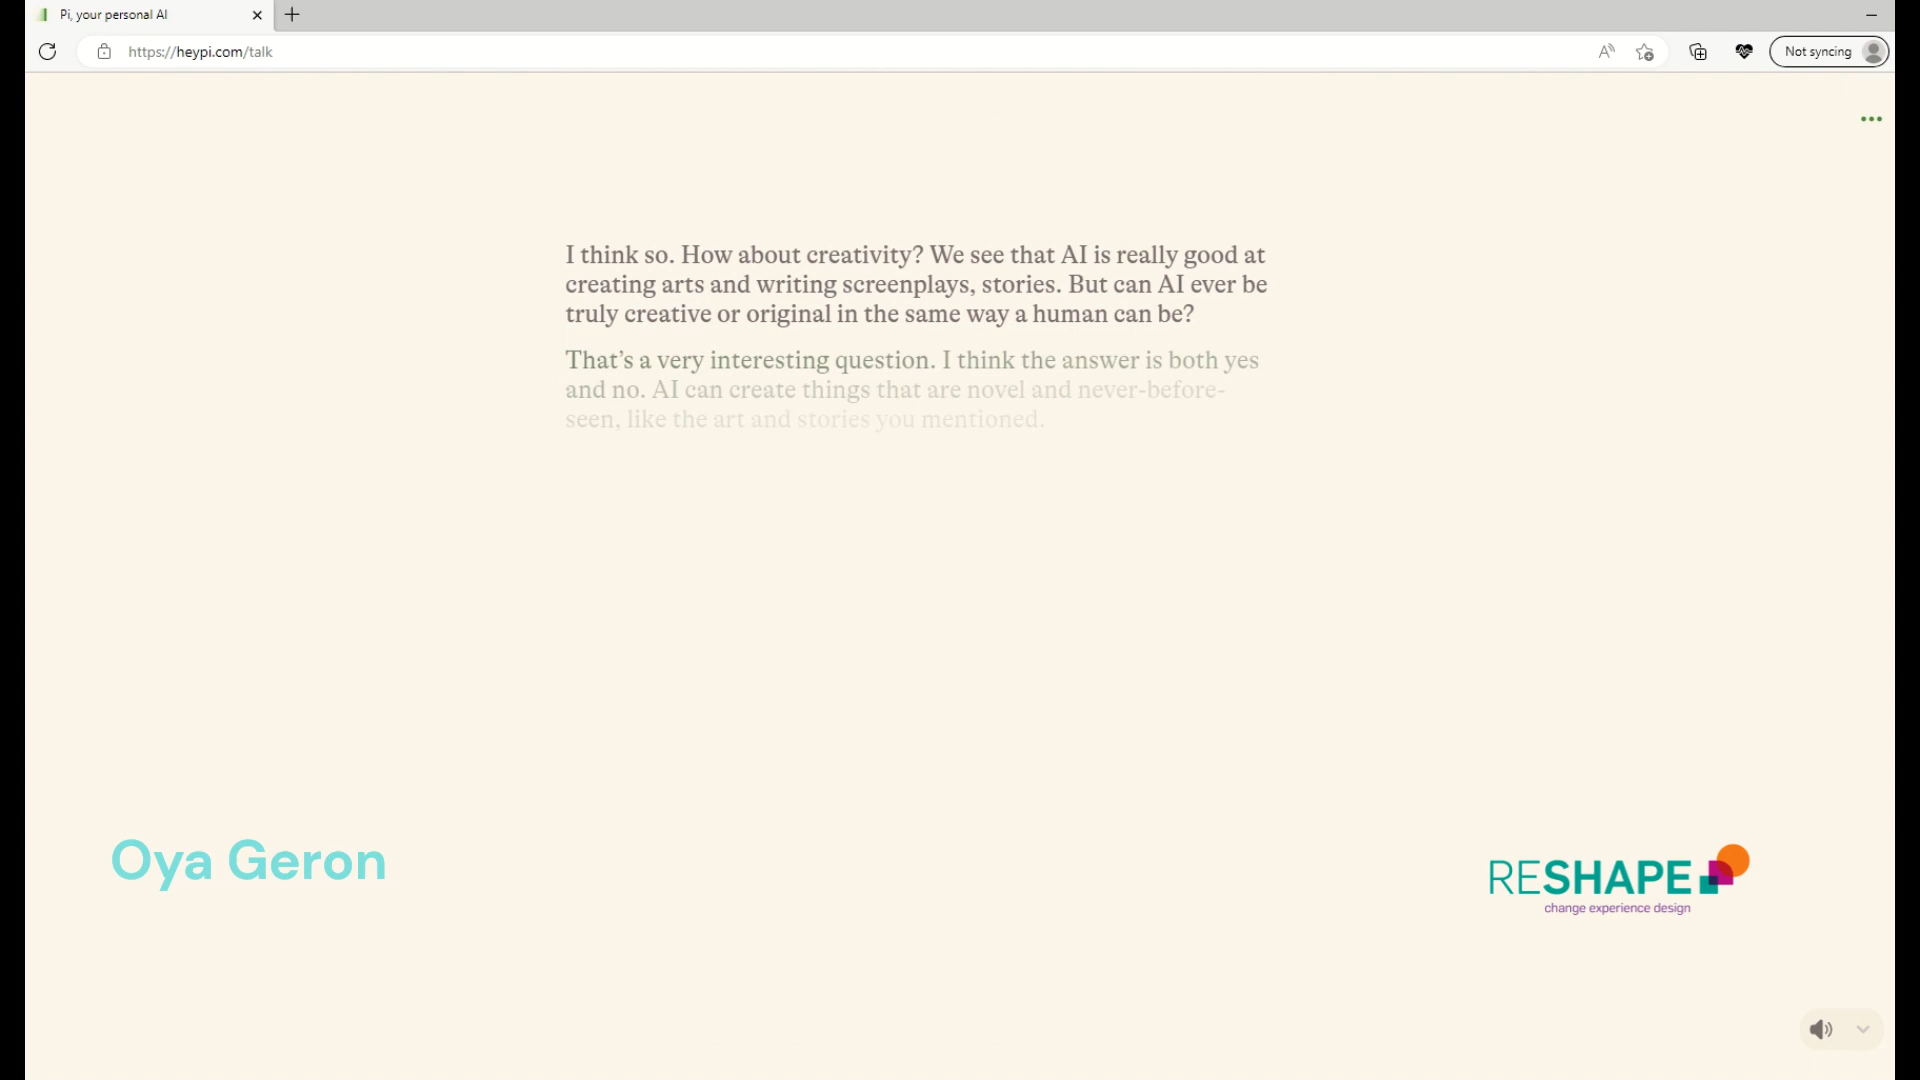 Pi, your personal AI
https://heypi.com/talk
Not syncing
I think so. How about creativity? We see that AI is really good at
creating arts and writing screenplays, stories. But can AI ever be
truly creative or original in the same way a human can be?
That’s a very interesting question. I think the answer is both yes
and no. AI can create things that are novel and never-before-
seen, like the art and stories you mentioned.
Oya Geron
RESHAPE
change experience design